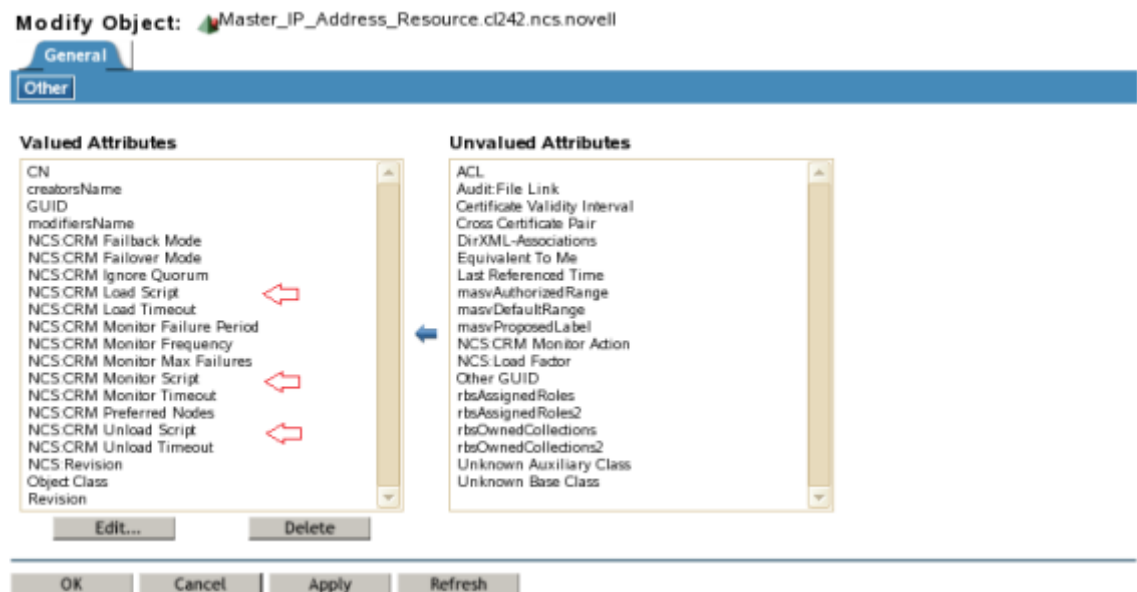 Modify Object: Master_IP_Address_Resource.cl242.ncs.novell
General
Other
Valued Attributes
CN
creatorsName
GUID
modifiersName
NCS:CRM Failback Mode
NCS:CRM Failover Mode
NCS:CRM Ignore Quorum
NCS:CRM Load Script
NCS:CRM Load Timeout
NCS:CRM Monitor Failure Period
NCS:CRM Monitor Frequency
NCS:CRM Monitor Max Failures
NCS:CRM Monitor Script
NCS:CRM Monitor Timeout
NCS:CRM Preferred Nodes
NCS:CRM Unload Script
NCS:CRM Unload Timeout
NCS:Revision
Object Class
Revision
Unvalued Attributes
ACL
Audit:File Link
Certificate Validity Interval
Cross Certificate Pair
DirXML-Associations
Equivalent To Me
Last Referenced Time
masvAuthorizedRange
masvDefaultRange
masvProposedLabel
NCS:CRM Monitor Action
NCS:Load Factor
Other GUID
rbsAssignedRoles
rbsAssignedRoles2
rbsOwnedCollections
rbsOwnedCollections2
Unknown Auxiliary Class
Unknown Base Class
Edit... Delete
OK Cancel Apply Refresh